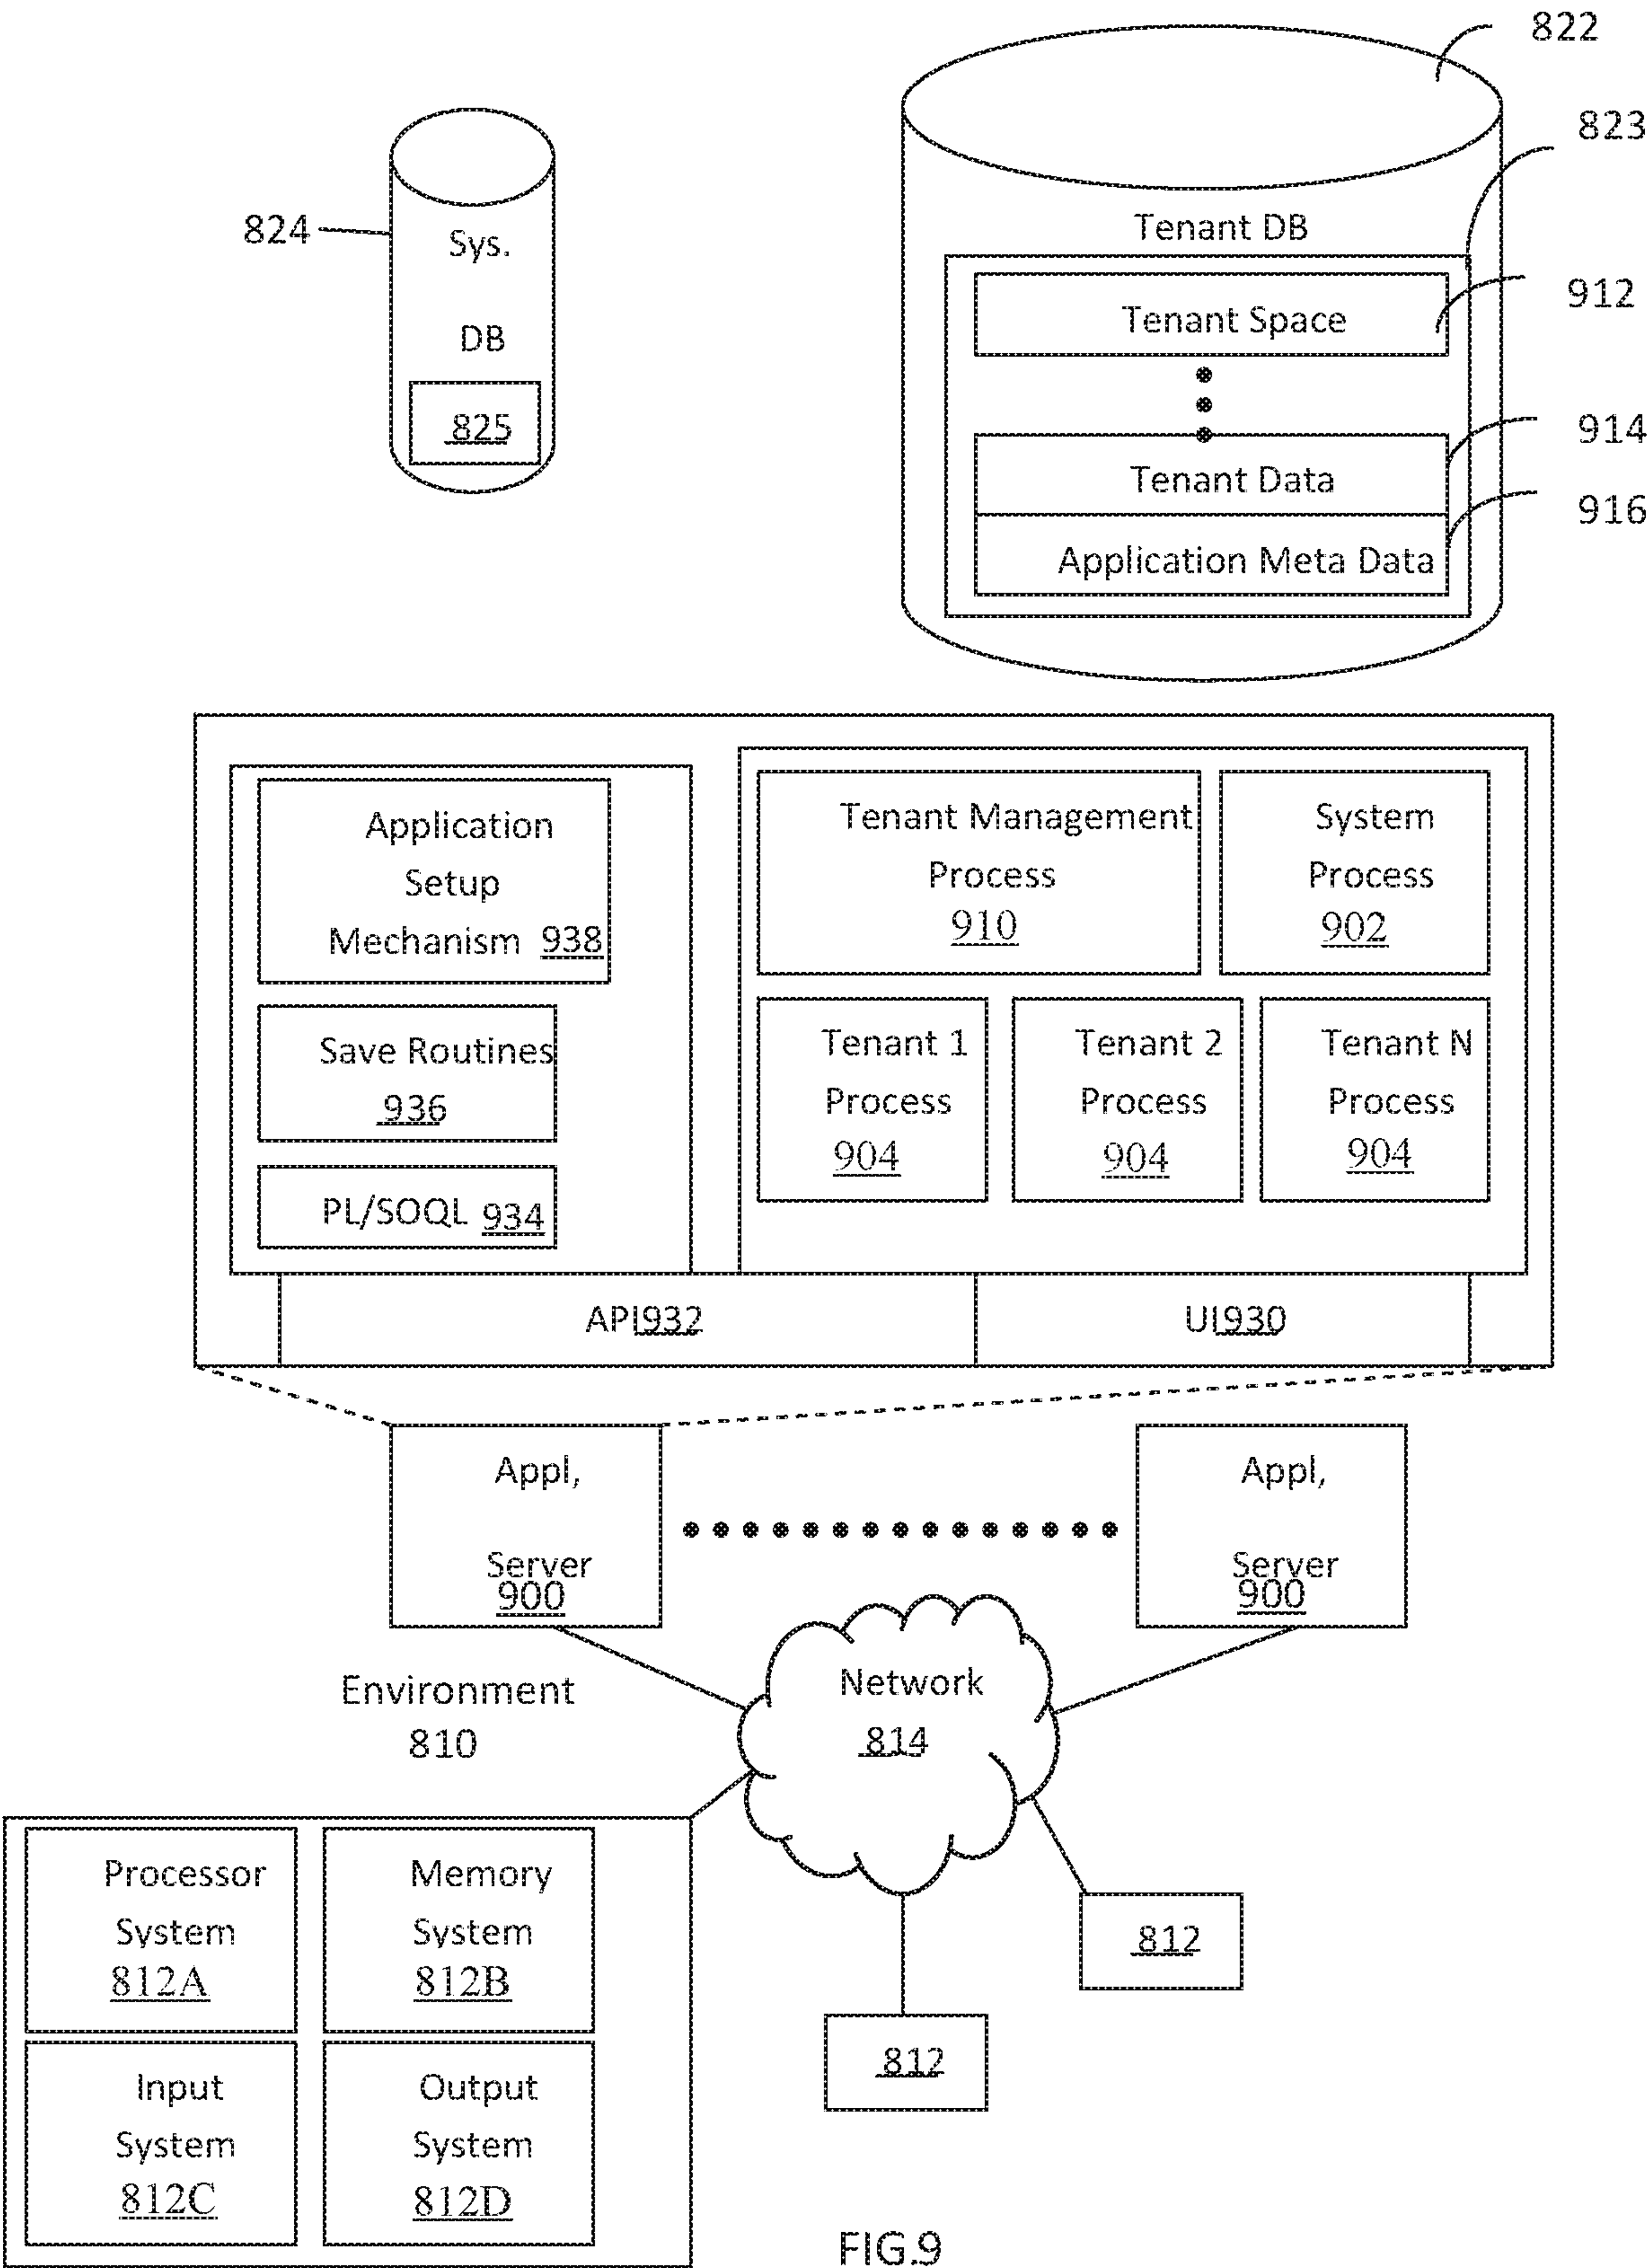 822
823
824
Sys.
DB
825
Tenant DB
Tenant Space
912
Tenant Data
914
Application Meta Data
916
Application
Setup
Mechanism 938
Save Routines
936
PL/SOQL 934
Tenant Management
Process
910
System
Process
902
Tenant 1
Process
904
Tenant 2
Process
904
Tenant N
Process
904
API932
UI930
Appl,
Server
900
Appl,
Server
900
Environment
810
Network
814
Processor
System
812A
Memory
System
812B
Input
System
812C
Output
System
812D
812
812
FIG.9